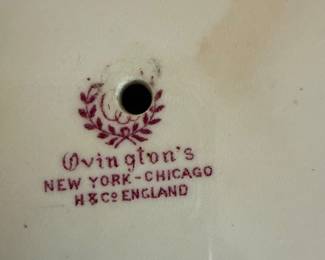 Ovington's
NEW YORK - CHICAGO
H & Co ENGLAND